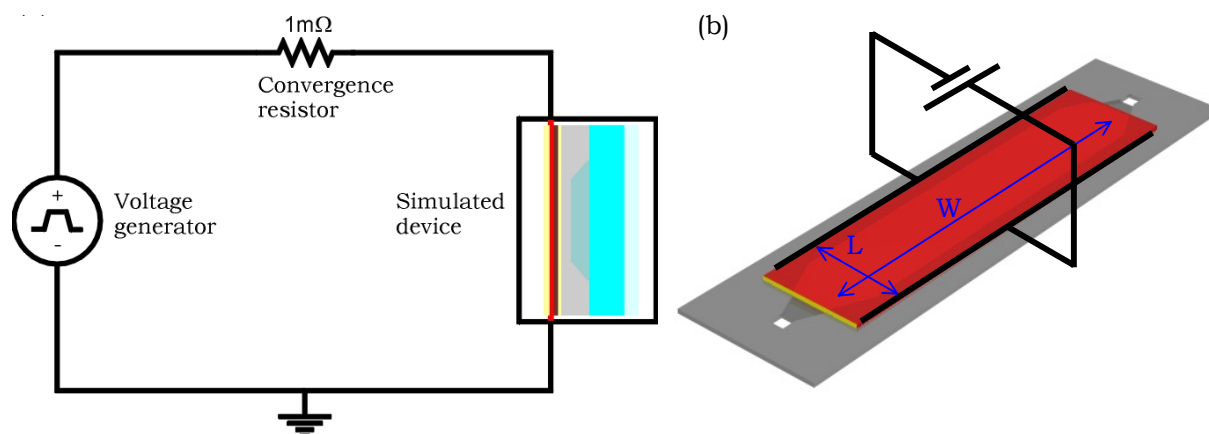 1mΩ
Convergence
resistor
(b)
+
-
Voltage
generator
Simulated
device
W
L